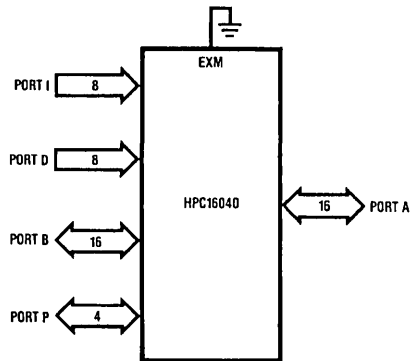 EXM
PORT I
8
PORT D
8
HPC16040
16
PORT A
PORT B
16
PORT P
4